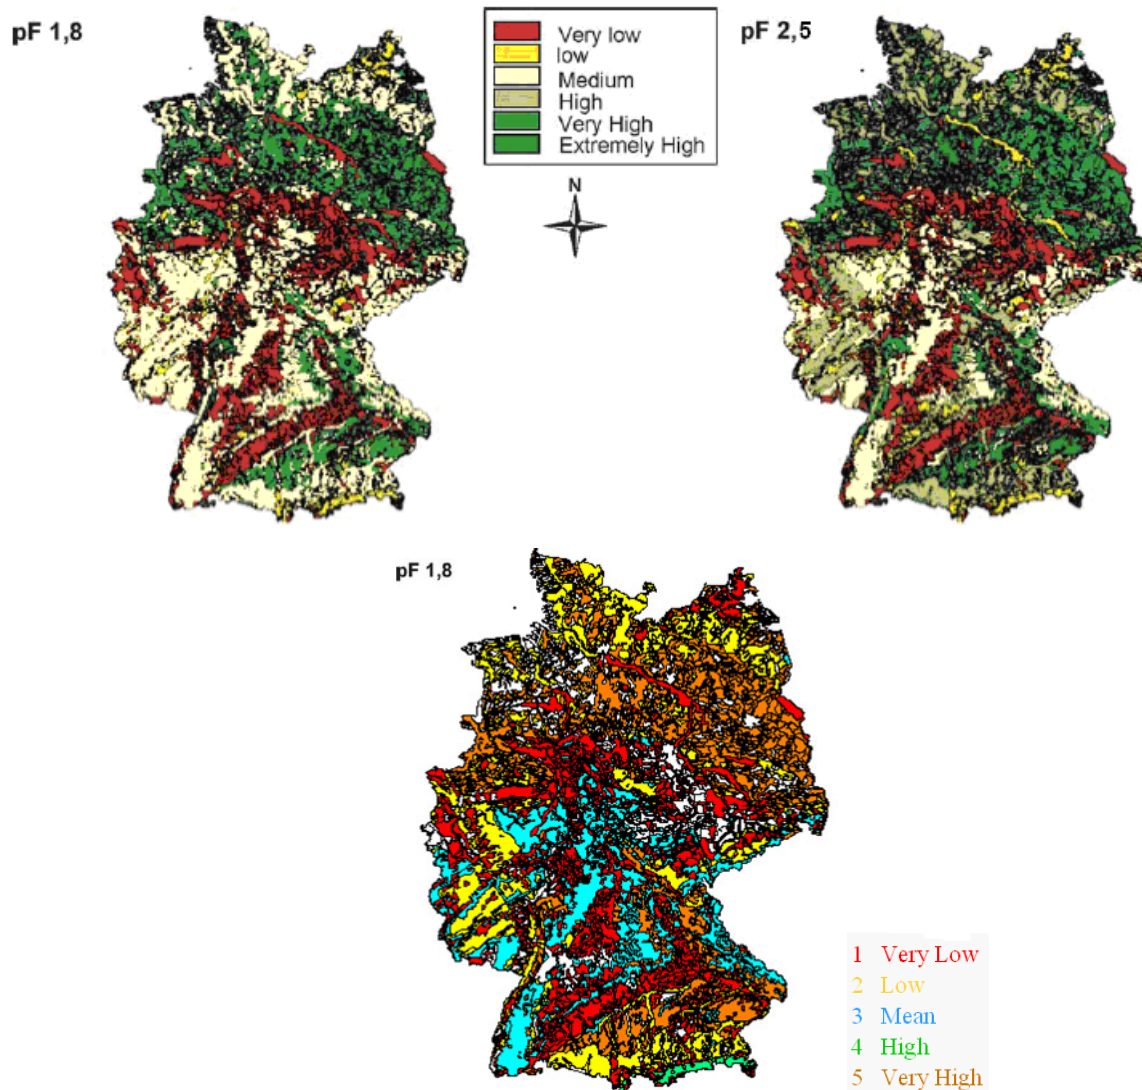 pF 1,8
Very low
low
Medium
High
Very High
Extremely High
N
pF 2,5
pF 1,8
1 Very Low
2 Low
3 Mean
4 High
5 Very High